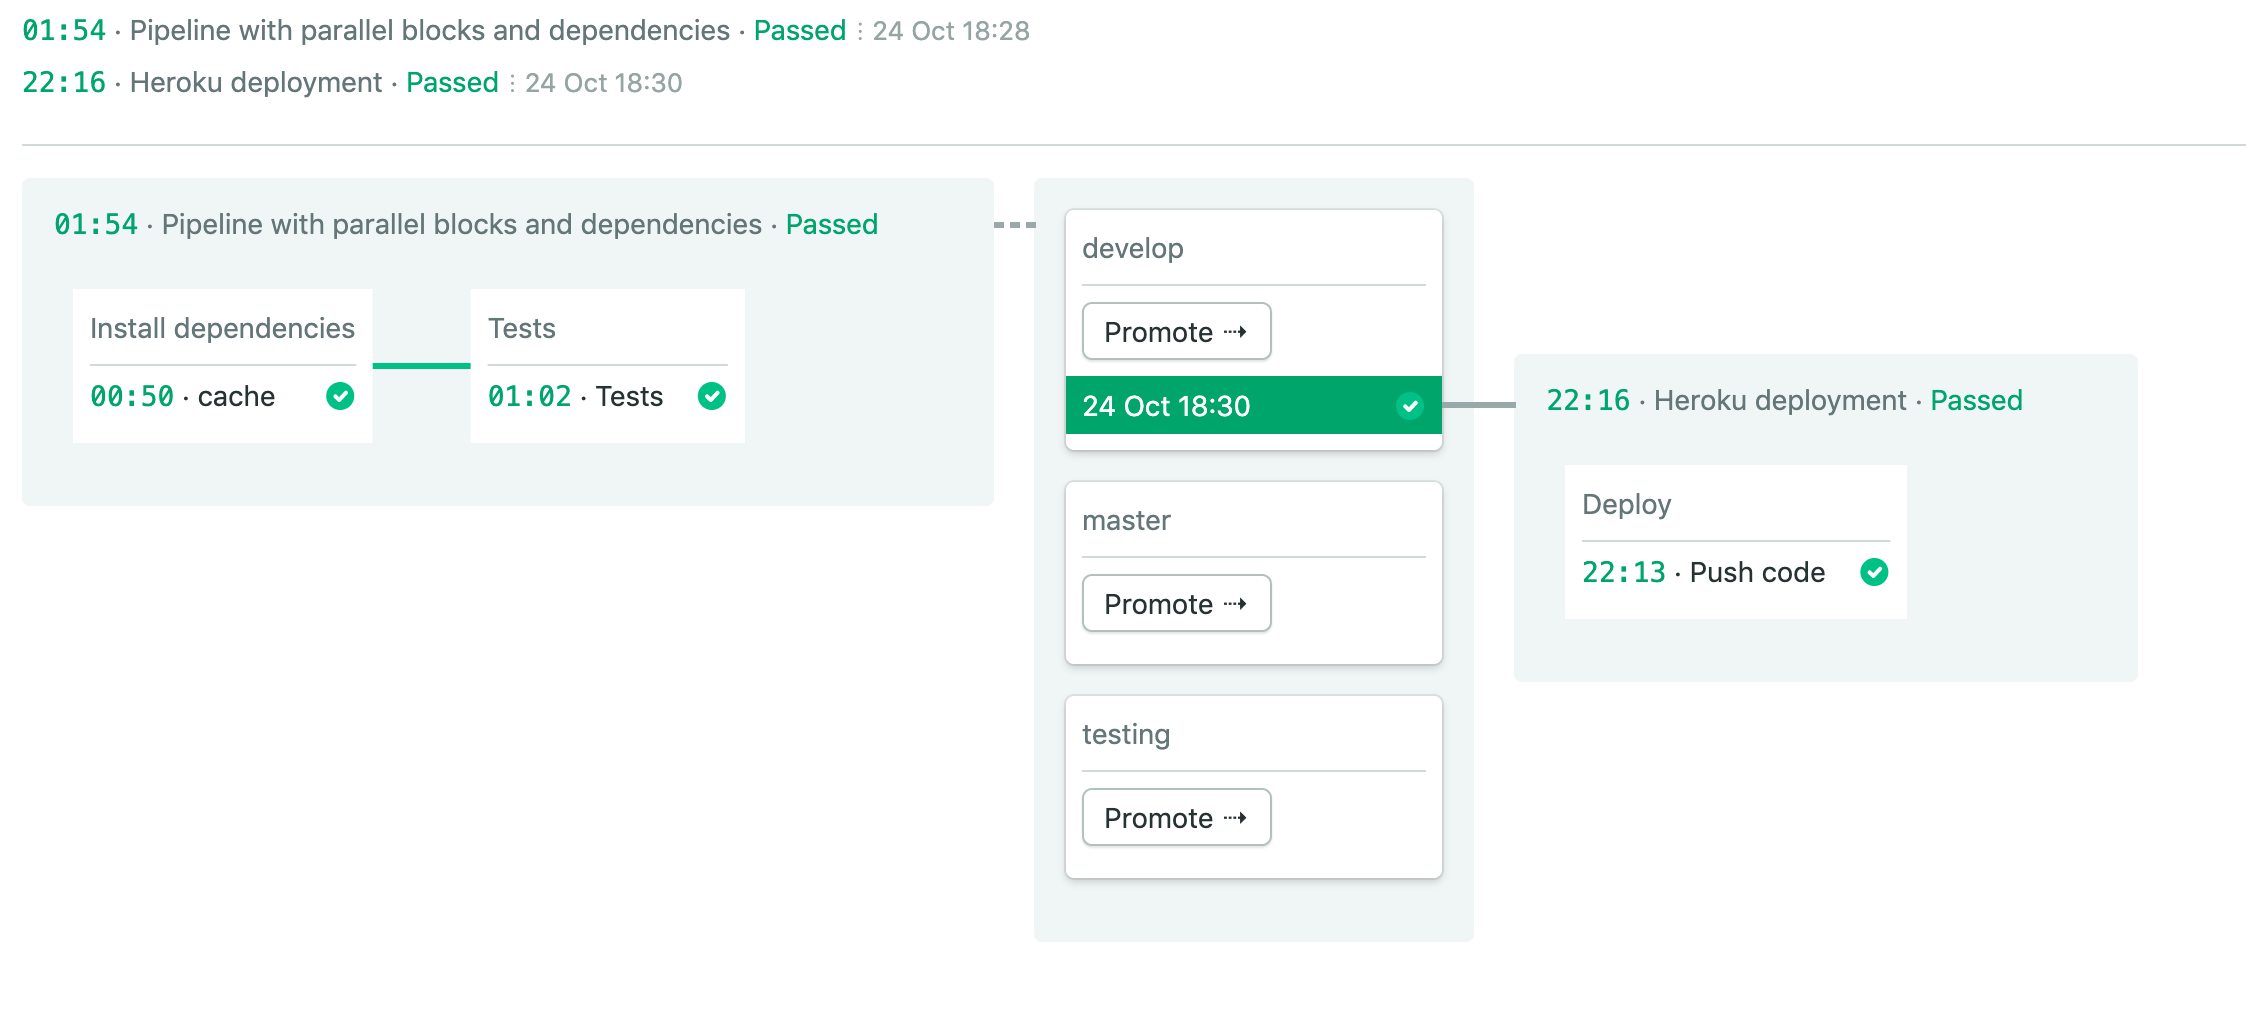 01:54 · Pipeline with parallel blocks and dependencies · Passed ⋮ 24 Oct 18:28
22:16 · Heroku deployment · Passed ⋮ 24 Oct 18:30
01:54 · Pipeline with parallel blocks and dependencies · Passed
Install dependencies
00:50 · cache
Tests
01:02 · Tests
develop
Promote ⇢
24 Oct 18:30
master
Promote ⇢
testing
Promote ⇢
22:16 · Heroku deployment · Passed
Deploy
22:13 · Push code